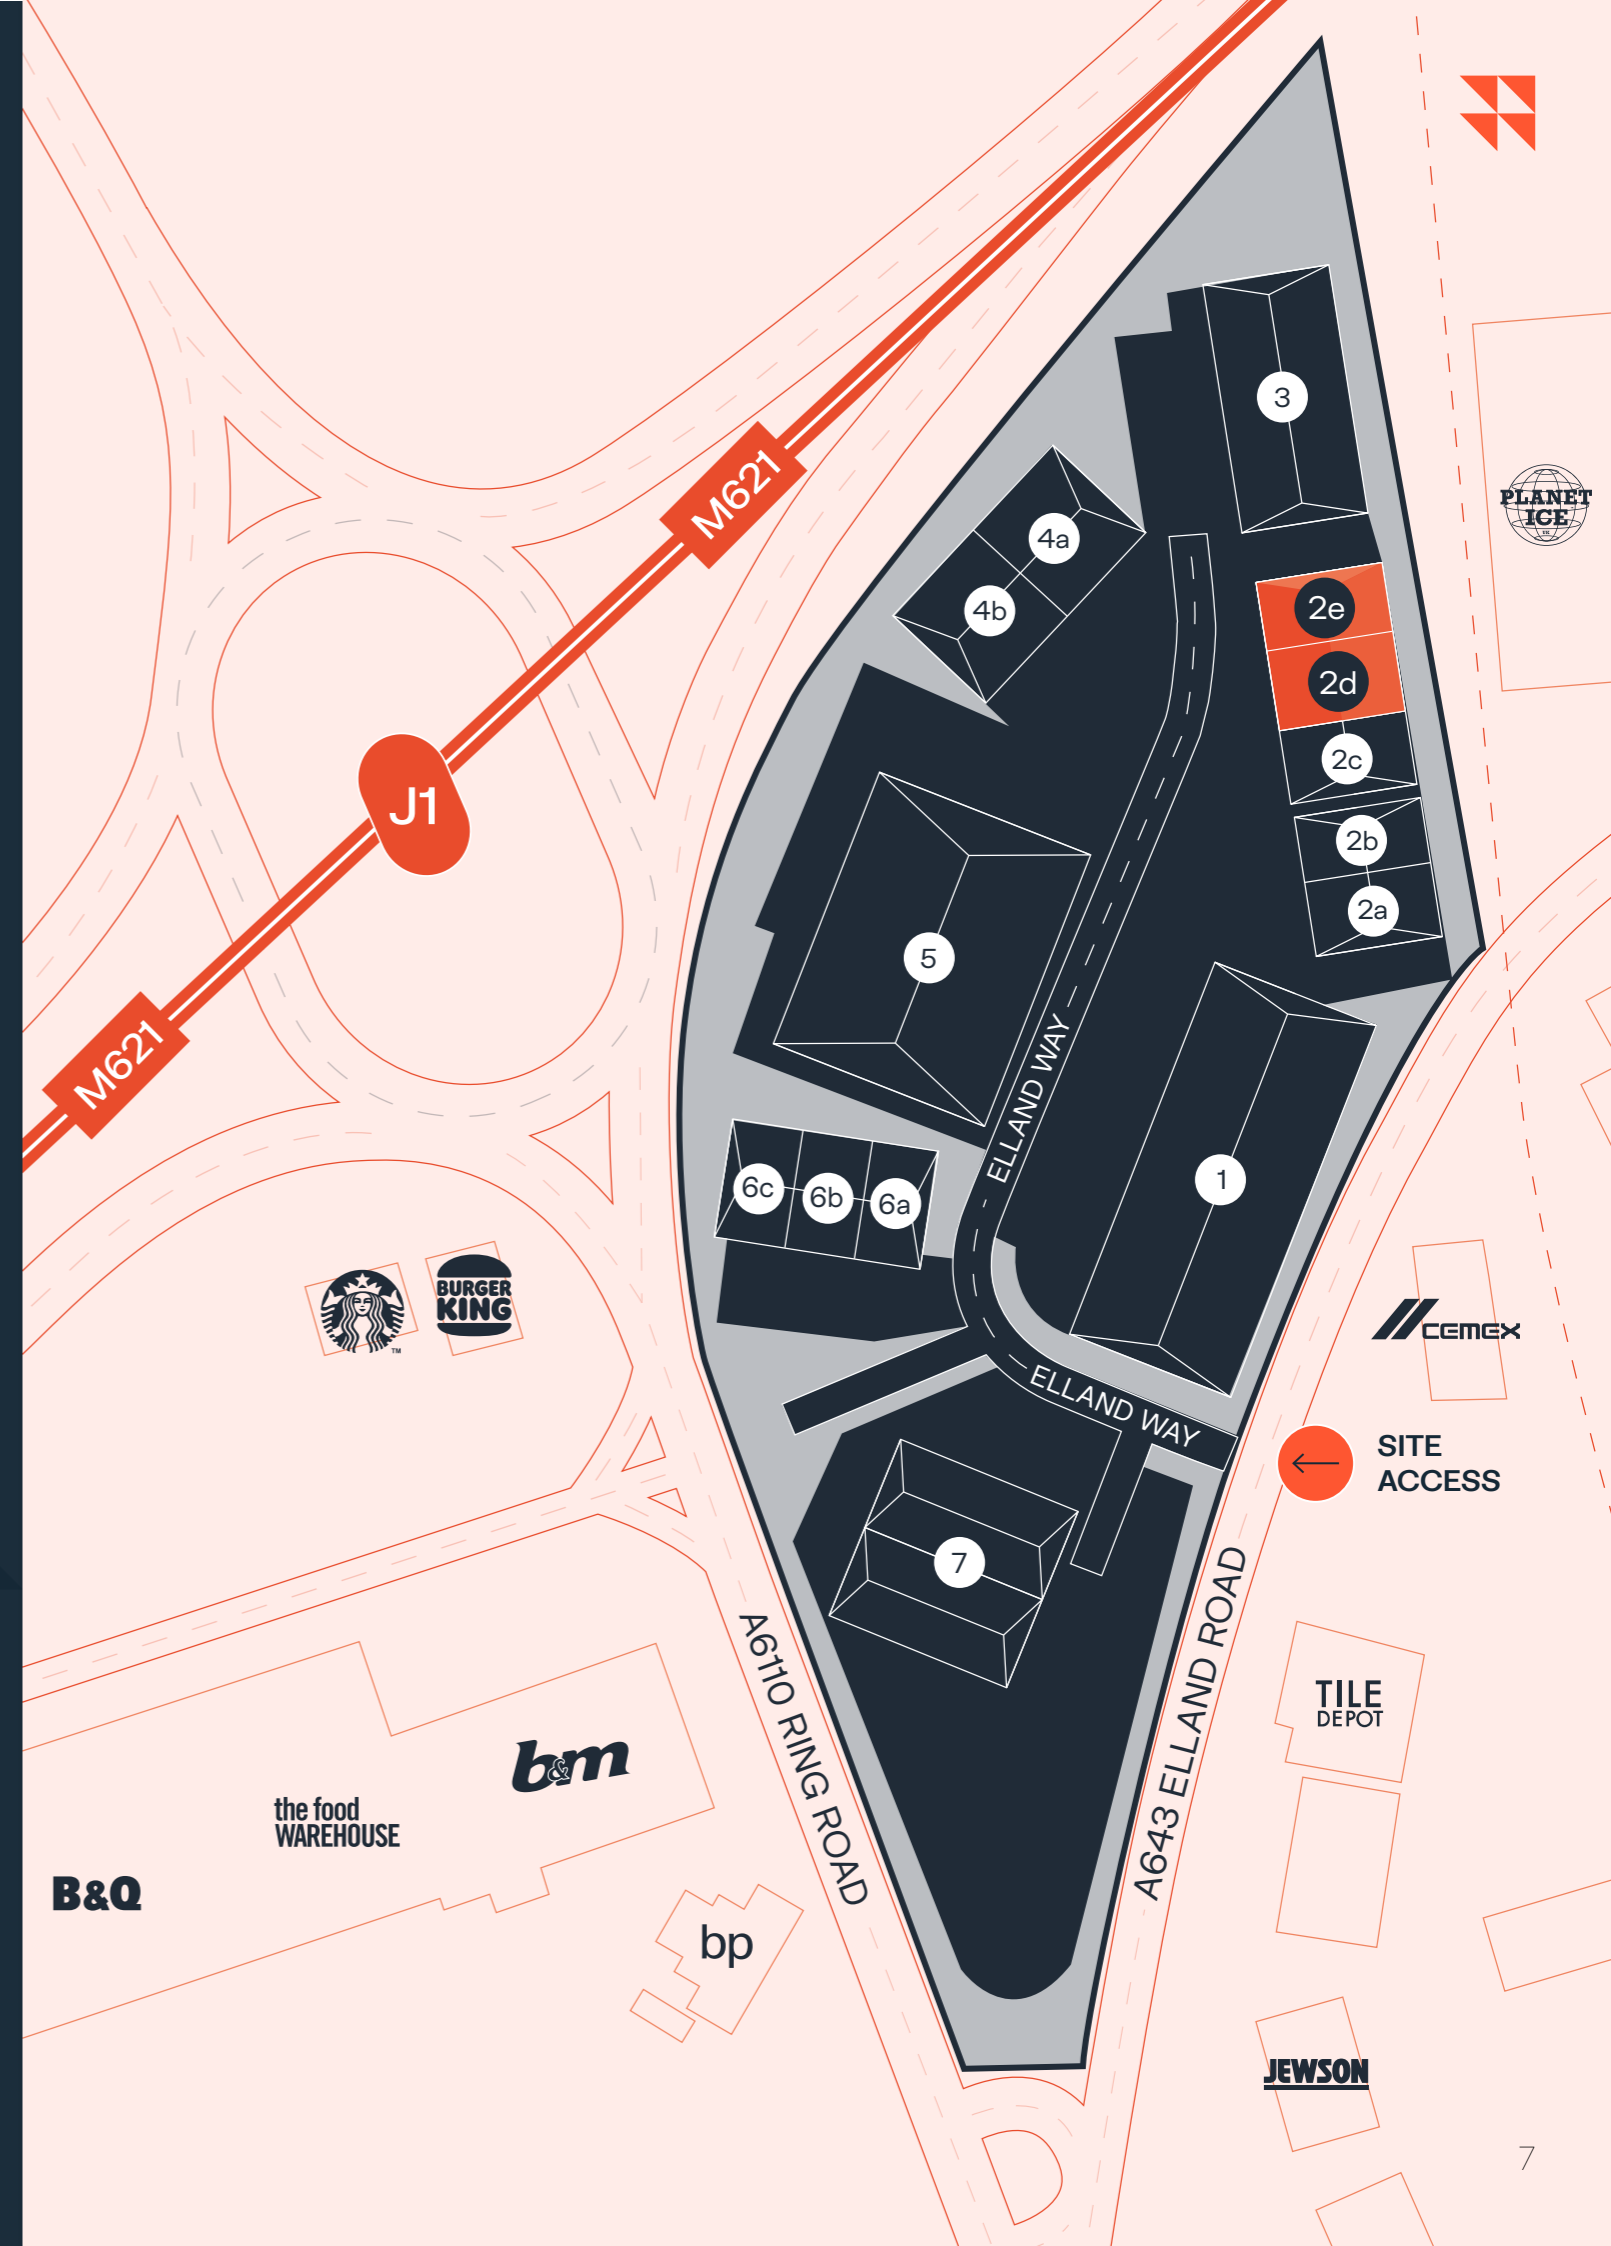 3
PLANET
ICE
UK
M621
4a
4b
2e
2d
2c
J1
2b
2a
5
M621
ELLAND WAY
1
6c
6b
6a
BURGER
KING
TM
CEMEX
ELLAND WAY
SITE
ACCESS
7
A6110 RING ROAD
A643 ELLAND ROAD
TILE
DEPOT
b&m
the food
WAREHOUSE
B&Q
bp
JEWSON
7